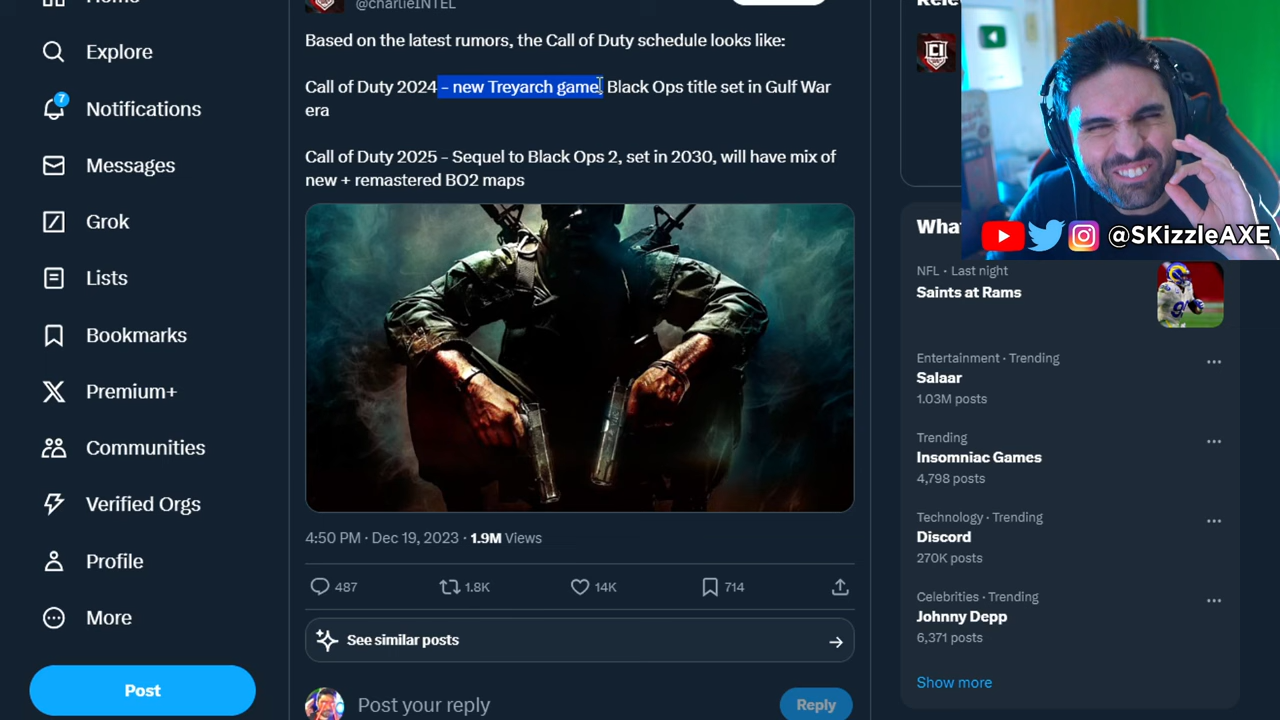 Home
Explore
7
Notifications
Messages
Grok
Lists
Bookmarks
Premium+
Communities
Verified Orgs
Profile
More
Post
@charlieINTEL
Based on the latest rumors, the Call of Duty schedule looks like:
Call of Duty 2024 - new Treyarch game, Black Ops title set in Gulf War
era
Call of Duty 2025 - Sequel to Black Ops 2, set in 2030, will have mix of
new + remastered BO2 maps
4:50 PM · Dec 19, 2023 · 1.9M Views
487 1.8K 14K 714
See similar posts
Post your reply
Reply
CI
@SKizzleAXE
NFL · Last night
Saints at Rams
Entertainment · Trending
Salaar
1.03M posts
Trending
Insomniac Games
4,798 posts
Technology · Trending
Discord
270K posts
Celebrities · Trending
Johnny Depp
6,371 posts
Show more